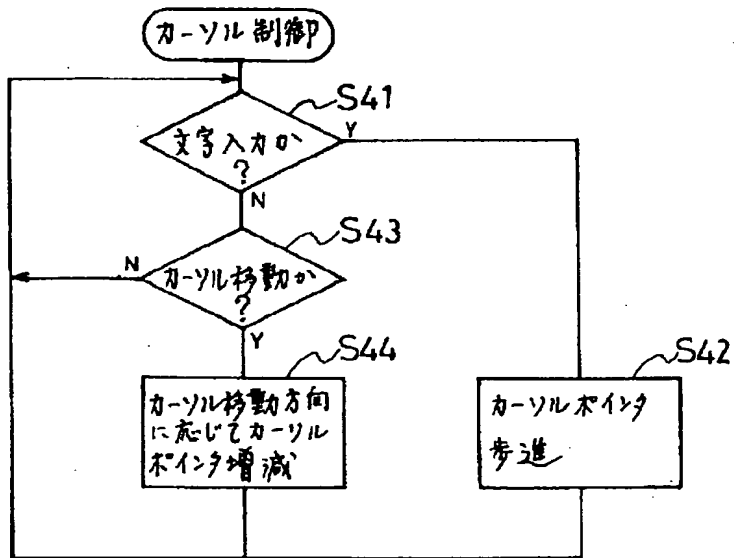 カーソル制御
S41
文字入力か
?
Y
N
S43
カーソル移動か
?
N
Y
S44
カーソル移動方向
に応じてカーソル
ポインタ増減
S42
カーソルポインタ
歩進